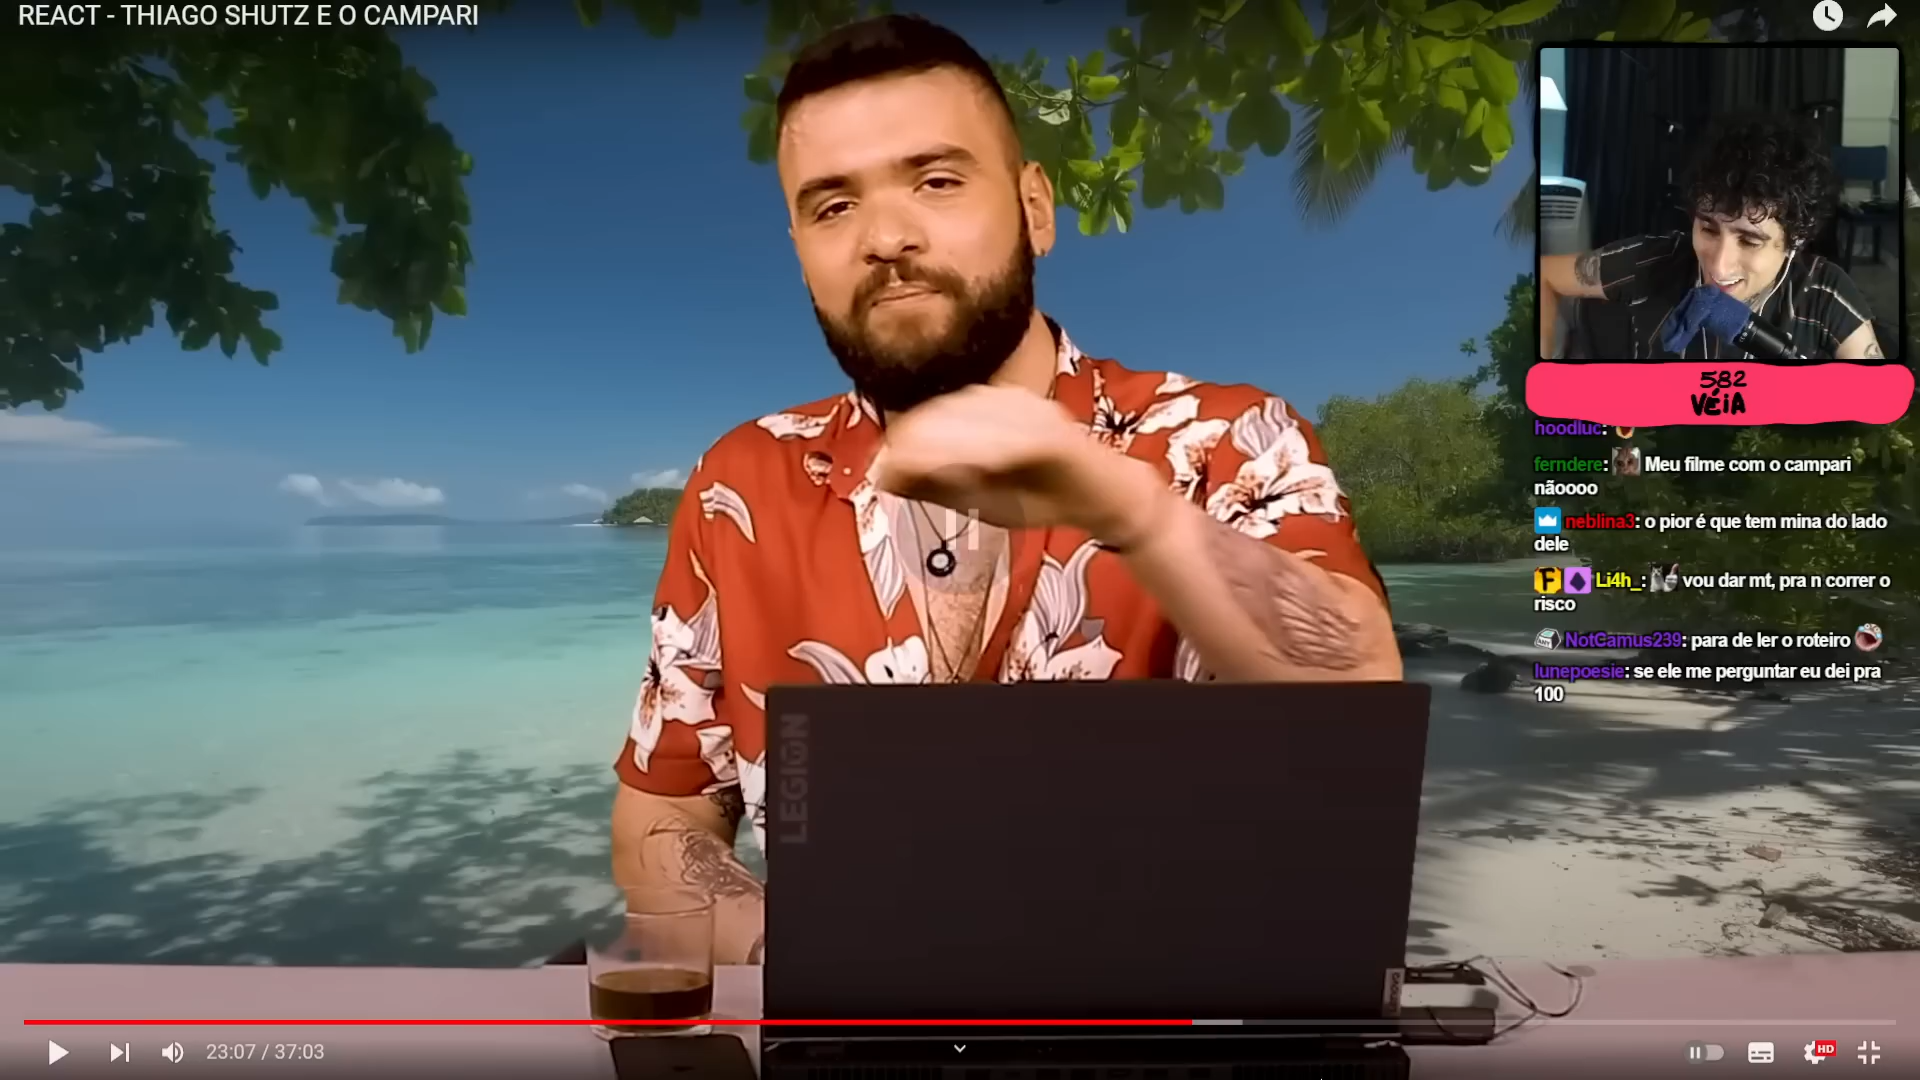 REACT - THIAGO SHUTZ E O CAMPARI
582
VÉIA
hoodluc:
ferndere: Meu filme com o campari
nãoooo
neblina3: o pior é que tem mina do lado
dele
Li4h_: vou dar mt, pra n correr o
risco
NotCamus239: para de ler o roteiro
lunepoesie: se ele me perguntar eu dei pra
100
LEGION
23:07 / 37:03
HD